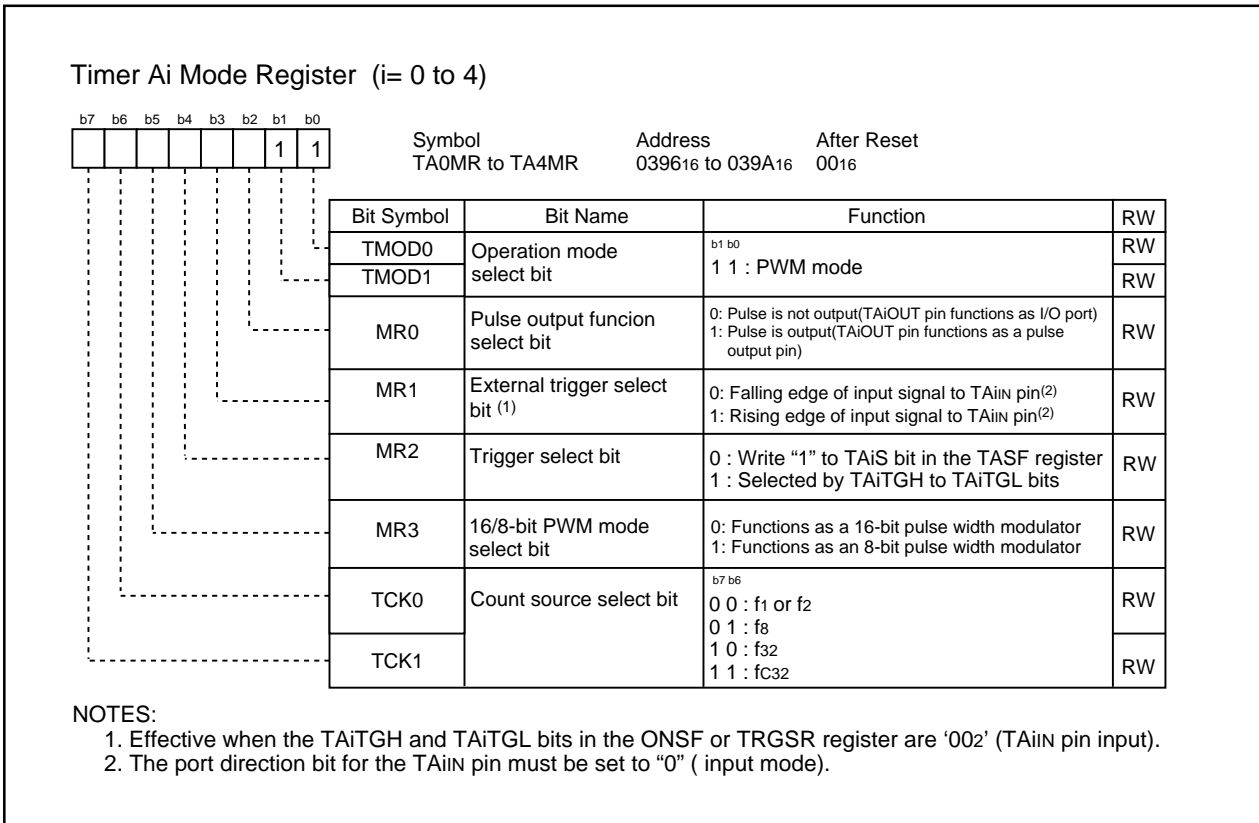 Timer Ai Mode Register (i= 0 to 4)
b7 b6 b5 b4 b3 b2 b1 b0
1 1
Symbol Address After Reset
TA0MR to TA4MR 039616 to 039A16 0016
Bit Symbol Bit Name Function RW
TMOD0 Operation mode select bit b1 b0 RW
TMOD1 1 1 : PWM mode RW
MR0 Pulse output funcion select bit
0: Pulse is not output(TAiOUT pin functions as I/O port)
1: Pulse is output(TAiOUT pin functions as a pulse
output pin)
RW
MR1 External trigger select bit (1)
0: Falling edge of input signal to TAiIN pin(2)
1: Rising edge of input signal to TAiIN pin(2)
RW
MR2 Trigger select bit
0 : Write “1” to TAiS bit in the TASF register
1 : Selected by TAiTGH to TAiTGL bits
RW
MR3 16/8-bit PWM mode select bit
0: Functions as a 16-bit pulse width modulator
1: Functions as an 8-bit pulse width modulator
RW
TCK0 Count source select bit
b7 b6
0 0 : f1 or f2
0 1 : f8
RW
TCK1
1 0 : f32
1 1 : fC32
RW
NOTES:
1. Effective when the TAiTGH and TAiTGL bits in the ONSF or TRGSR register are ‘002’ (TAiIN pin input).
2. The port direction bit for the TAiIN pin must be set to “0” ( input mode).